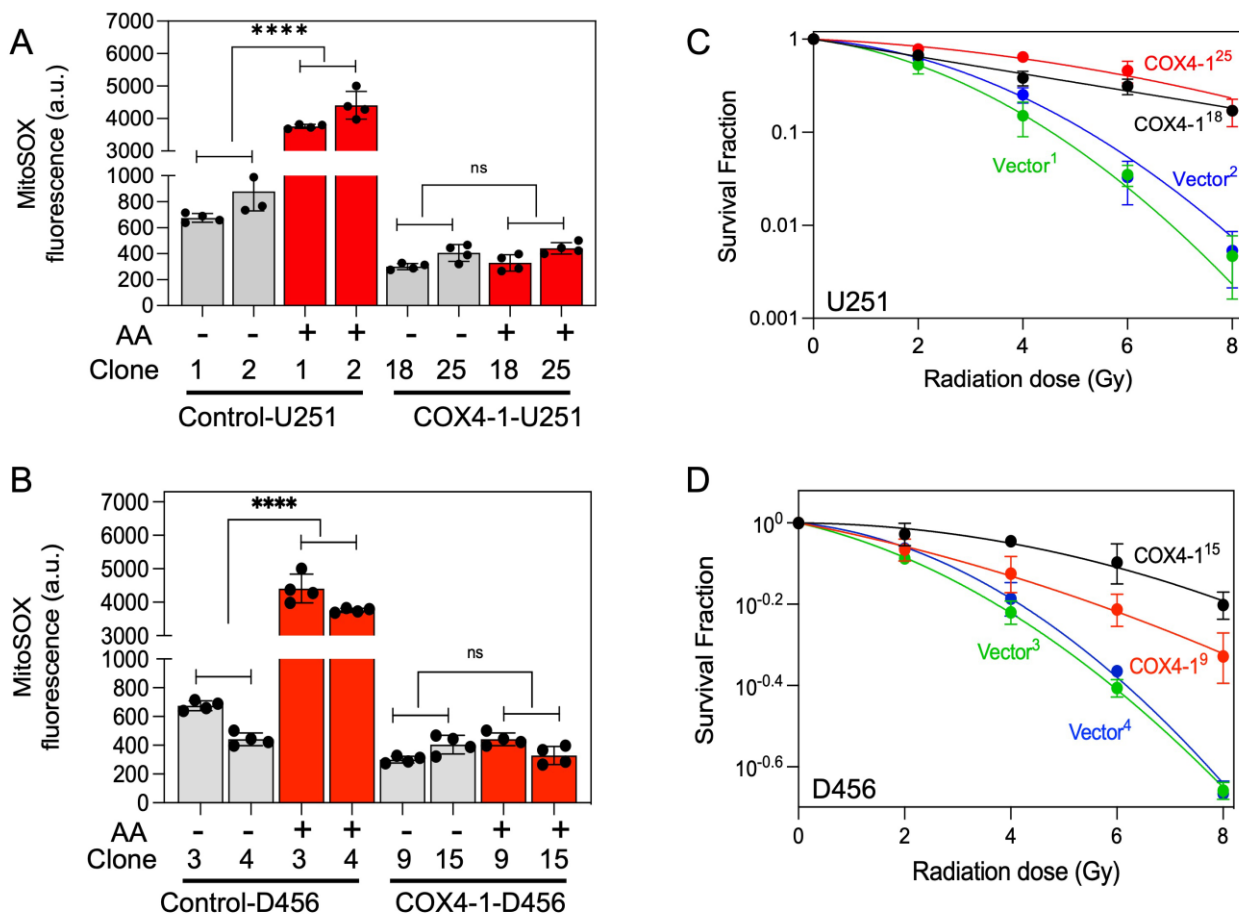 A
MitoSOX
fluorescence (a.u.)
7000
6000
5000
4000
3000
1000
800
600
400
200
0
****
ns
AA - - + + - - + +
Clone 1 2 1 2 18 25 18 25
Control-U251 COX4-1-U251
B
MitoSOX
fluorescence (a.u.)
7000
6000
5000
4000
3000
1000
800
600
400
200
0
****
ns
AA - - + + - - + +
Clone 3 4 3 4 9 15 9 15
Control-D456 COX4-1-D456
C
Survival Fraction
1
0.1
0.01
0.001
COX4-1²⁵
COX4-1¹⁸
Vector¹
Vector²
U251
0 2 4 6 8
Radiation dose (Gy)
D
Survival Fraction
10⁰
10⁻⁰·²
10⁻⁰·⁴
10⁻⁰·⁶
COX4-1¹⁵
COX4-1⁹
Vector³
Vector⁴
D456
0 2 4 6 8
Radiation dose (Gy)